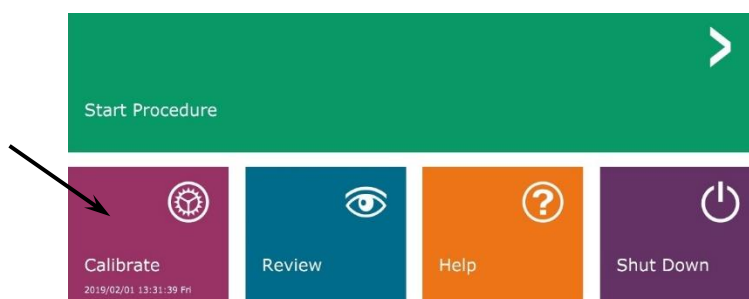 Start Procedure
Calibrate
2019/02/01 13:31:39 Fri
Review
Help
Shut Down